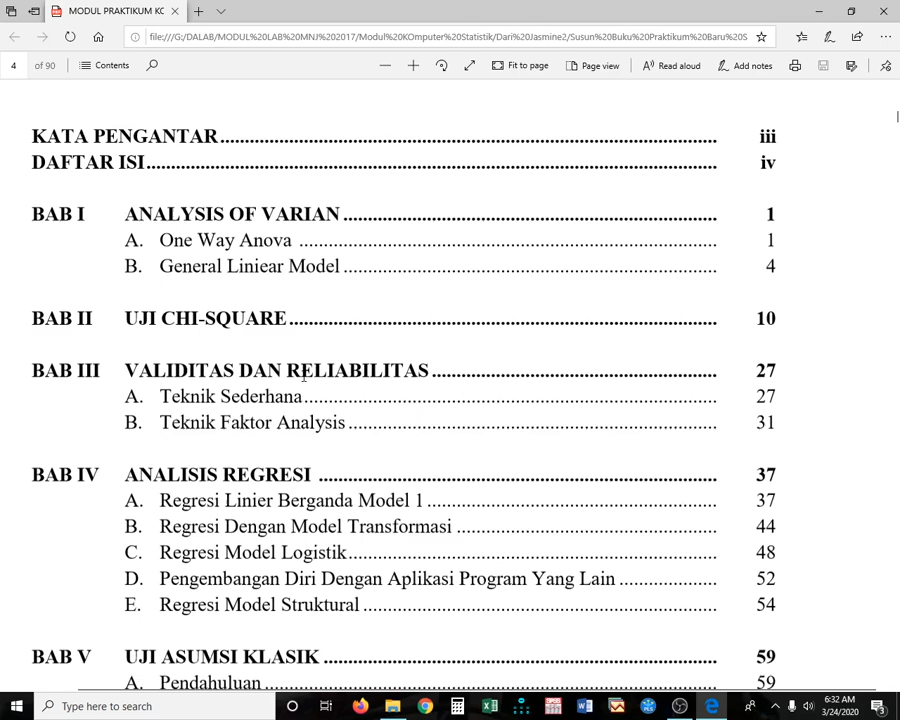 MODUL PRAKTIKUM KO
file:///G:/DALAB/MODUL%20LAB%20MNJ%202017/Modul%20KOmputer%20Statistik/Dari%20Jasmine2/Susun%20Buku%20Praktikum%20Baru%20S
4 of 90 Contents Fit to page Page view Read aloud Add notes
KATA PENGANTAR.......... iii
DAFTAR ISI.......... iv
BAB I ANALYSIS OF VARIAN.......... 1
A. One Way Anova .......... 1
B. General Liniear Model.......... 4
BAB II UJI CHI-SQUARE.......... 10
BAB III VALIDITAS DAN RELIABILITAS.......... 27
A. Teknik Sederhana.......... 27
B. Teknik Faktor Analysis.......... 31
BAB IV ANALISIS REGRESI .......... 37
A. Regresi Linier Berganda Model 1.......... 37
B. Regresi Dengan Model Transformasi.......... 44
C. Regresi Model Logistik.......... 48
D. Pengembangan Diri Dengan Aplikasi Program Yang Lain.......... 52
E. Regresi Model Struktural.......... 54
BAB V UJI ASUMSI KLASIK.......... 59
A. Pendahuluan.......... 59
Type here to search
6:32 AM
3/24/2020